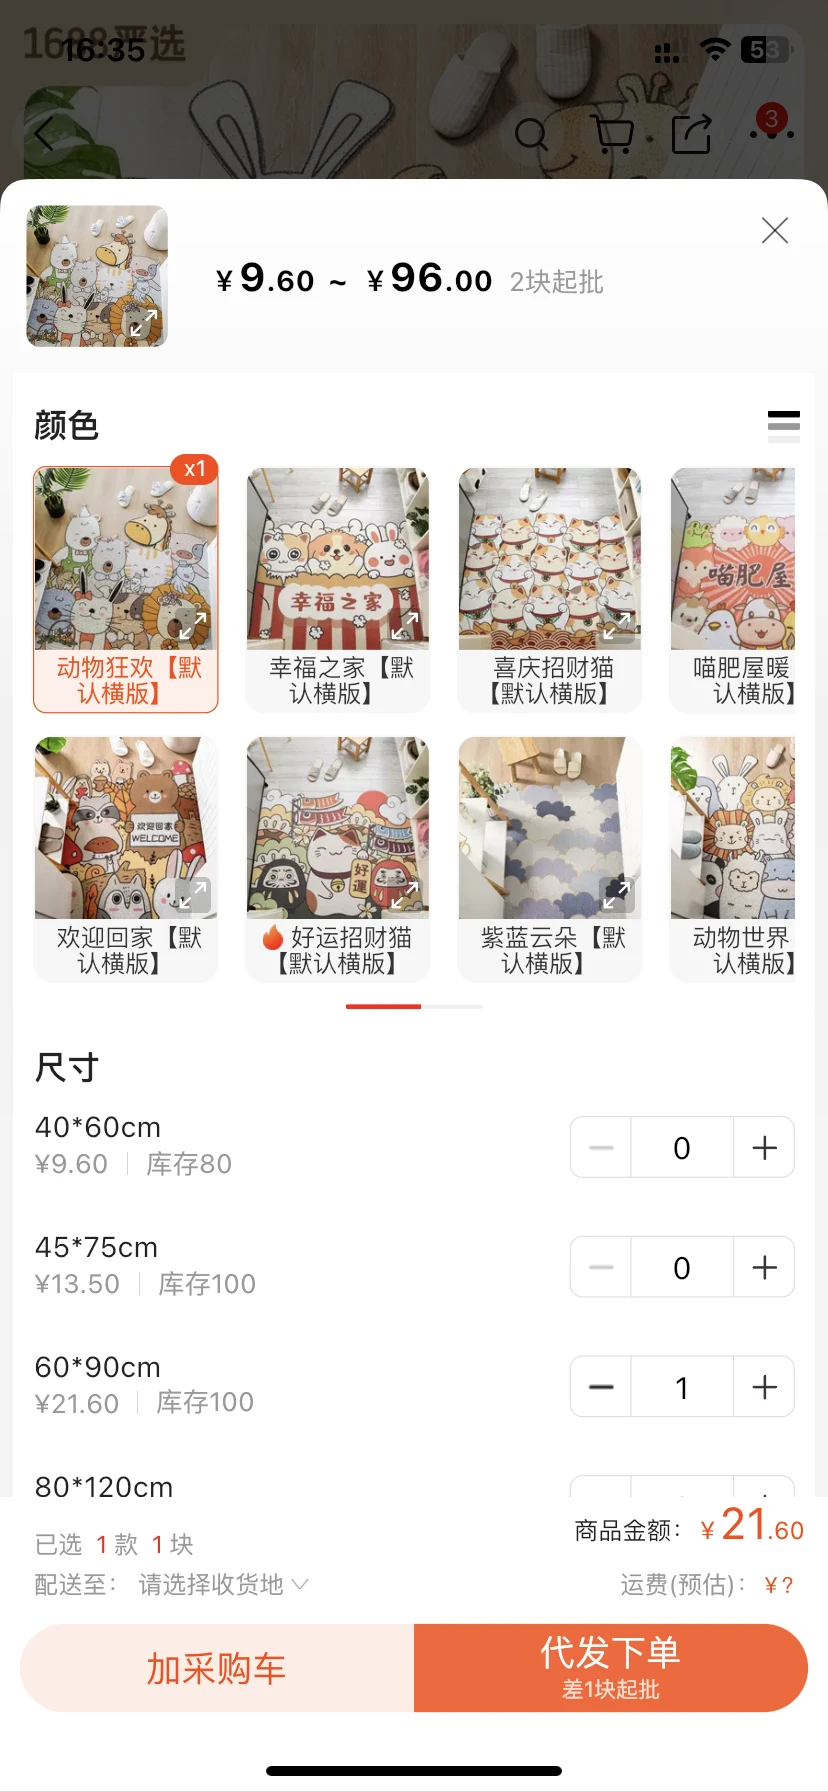 1688严选
16:35
53
3
¥9.60 ~ ¥96.00 2块起批
颜色
x1
幸福之家
喵肥屋
动物狂欢【默认横版】
幸福之家【默认横版】
喜庆招财猫【默认横版】
喵肥屋暖
认横版】
欢迎回家
WELCOME
好運
欢迎回家【默认横版】
🔥好运招财猫【默认横版】
紫蓝云朵【默认横版】
动物世界
认横版】
尺寸
40*60cm
¥9.60 | 库存80
0
45*75cm
¥13.50 | 库存100
0
60*90cm
¥21.60 | 库存100
1
80*120cm
已选 1 款 1 块
商品金额: ¥21.60
配送至: 请选择收货地
运费(预估): ¥?
加采购车
代发下单
差1块起批